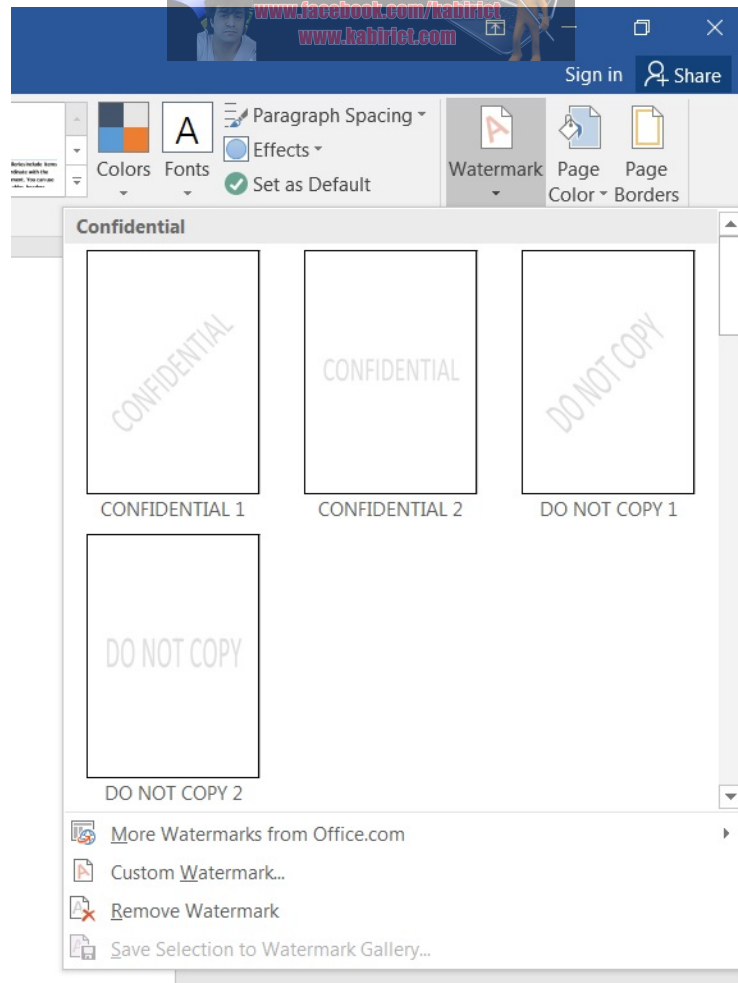 www.facebook.com/kabirict
www.kabirict.com
Sign in Share
Colors
A
Fonts
Paragraph Spacing
Effects
Set as Default
Watermark
Page Color
Page Borders
Confidential
CONFIDENTIAL
CONFIDENTIAL
DO NOT COPY
CONFIDENTIAL 1
CONFIDENTIAL 2
DO NOT COPY 1
DO NOT COPY
DO NOT COPY 2
More Watermarks from Office.com
Custom Watermark...
Remove Watermark
Save Selection to Watermark Gallery...